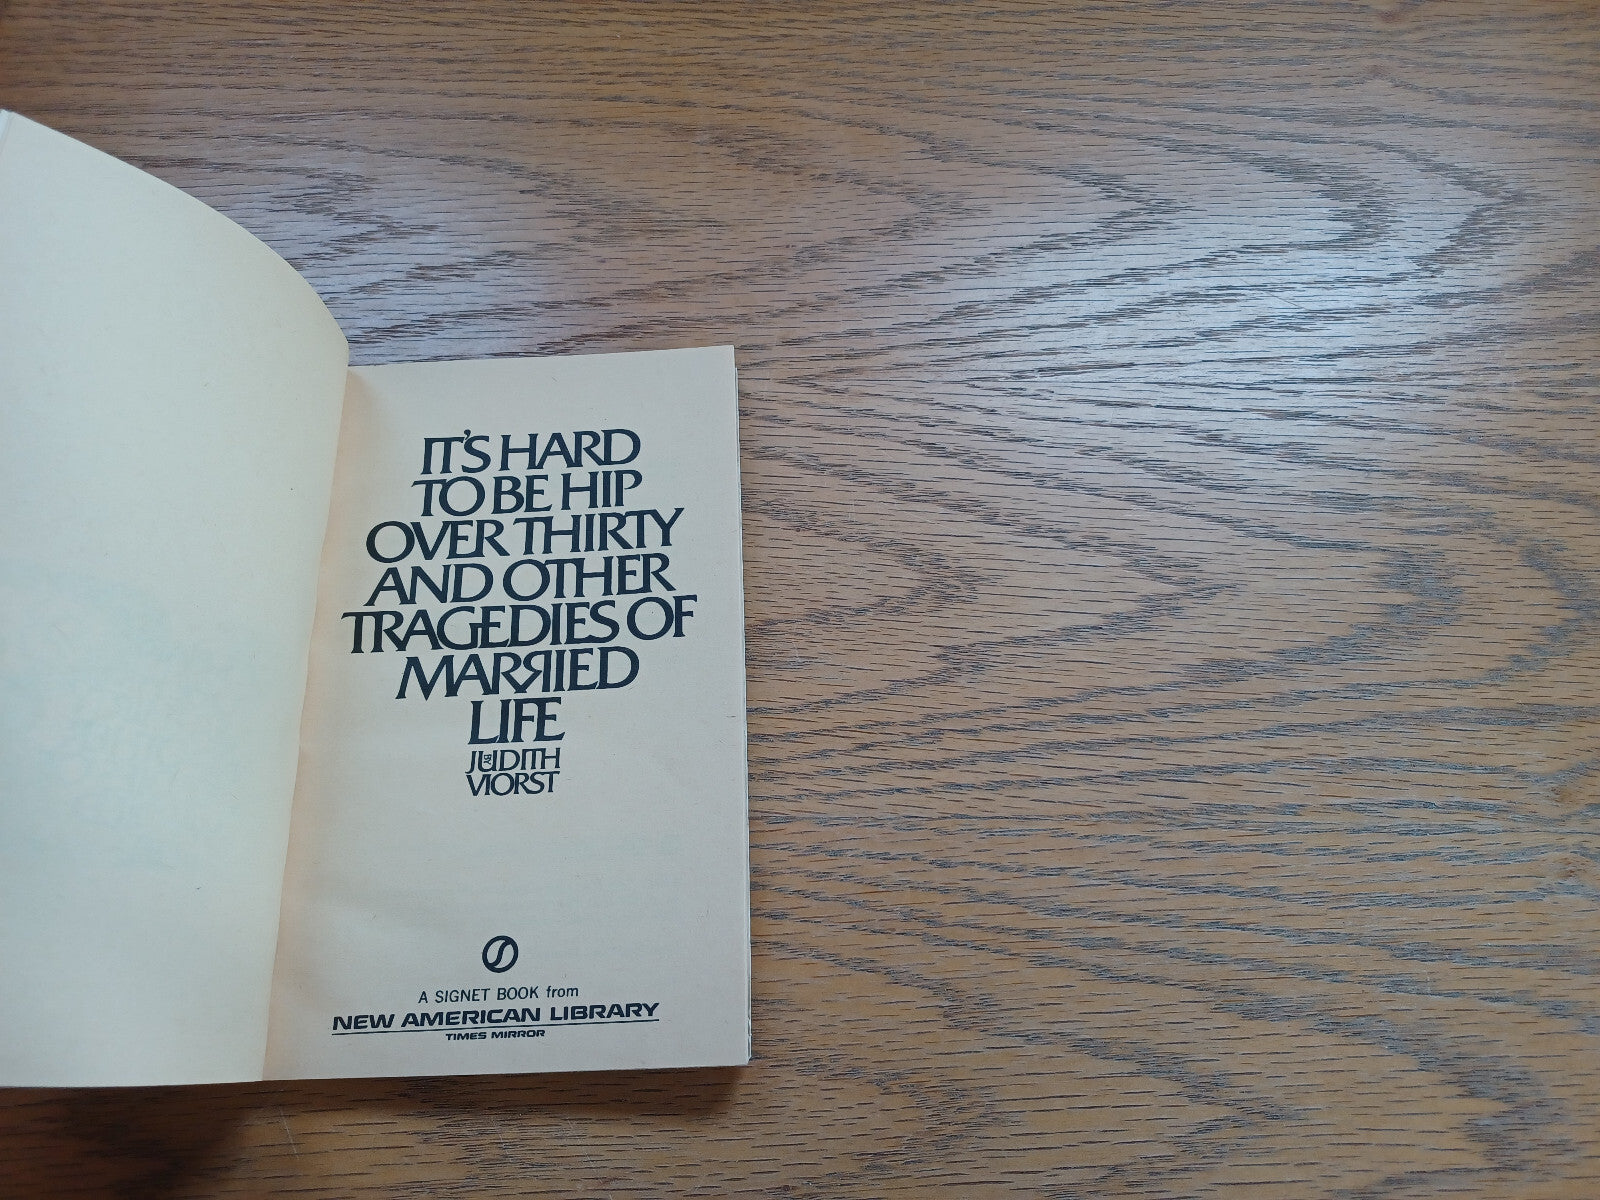 IT'S HARD
TO BE HIP
OVER THIRTY
AND OTHER
TRAGEDIES OF
MARRIED
LIFE
BY
JUDITH
VIORST
A SIGNET BOOK from
NEW AMERICAN LIBRARY
TIMES MIRROR